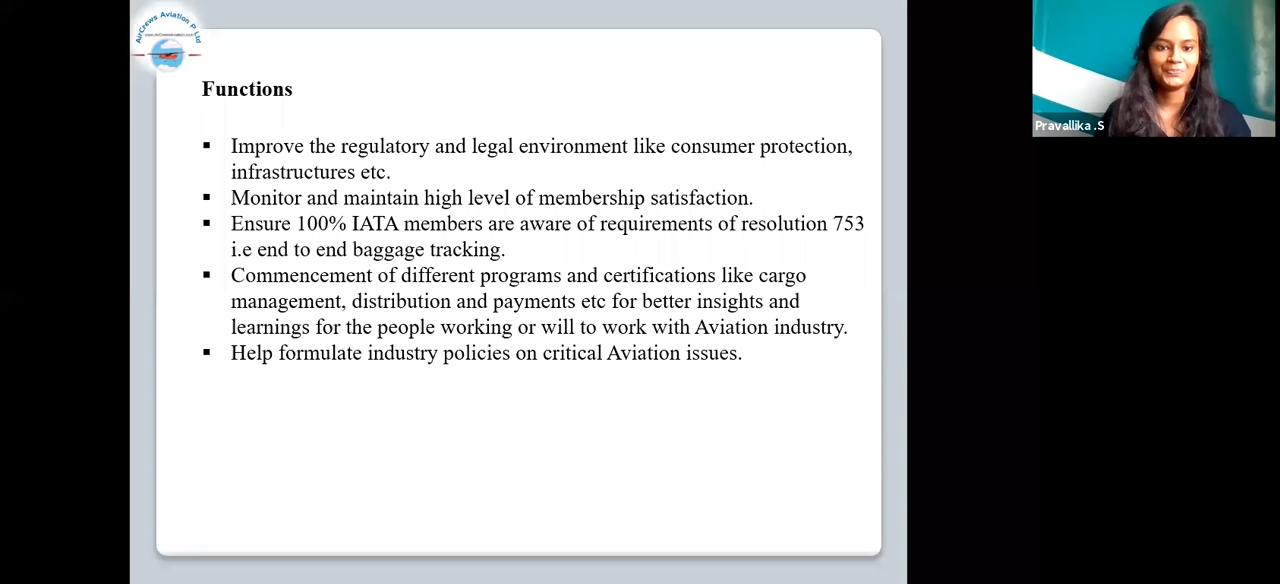 AirCrews Aviation P Ltd
www.AirCrewsAviation.com
Functions
▪ Improve the regulatory and legal environment like consumer protection,
infrastructures etc.
▪ Monitor and maintain high level of membership satisfaction.
▪ Ensure 100% IATA members are aware of requirements of resolution 753
i.e end to end baggage tracking.
▪ Commencement of different programs and certifications like cargo
management, distribution and payments etc for better insights and
learnings for the people working or will to work with Aviation industry.
▪ Help formulate industry policies on critical Aviation issues.
Pravallika .S